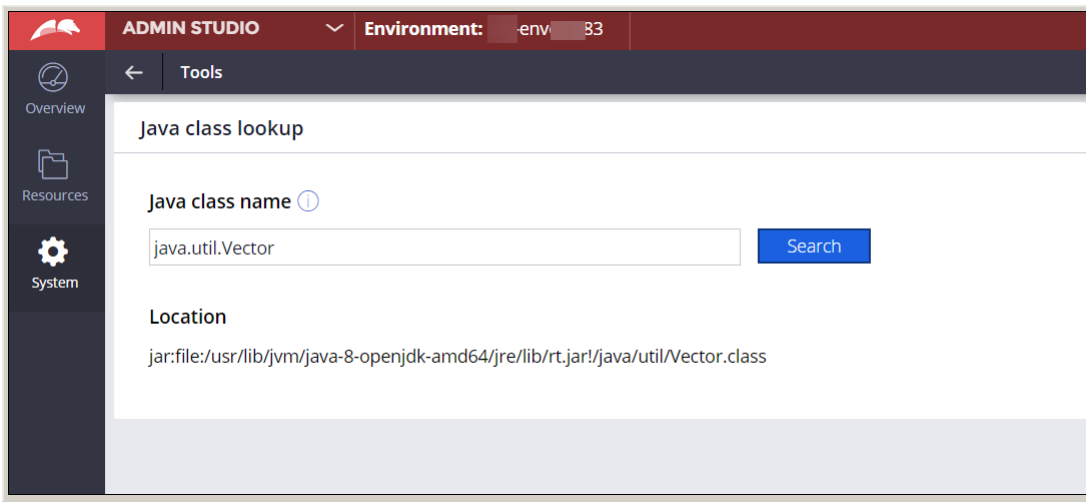 ADMIN STUDIO Environment: -env 83
Tools
Overview
Java class lookup
Resources
Java class name
java.util.Vector Search
System
Location
jar:file:/usr/lib/jvm/java-8-openjdk-amd64/jre/lib/rt.jar!/java/util/Vector.class